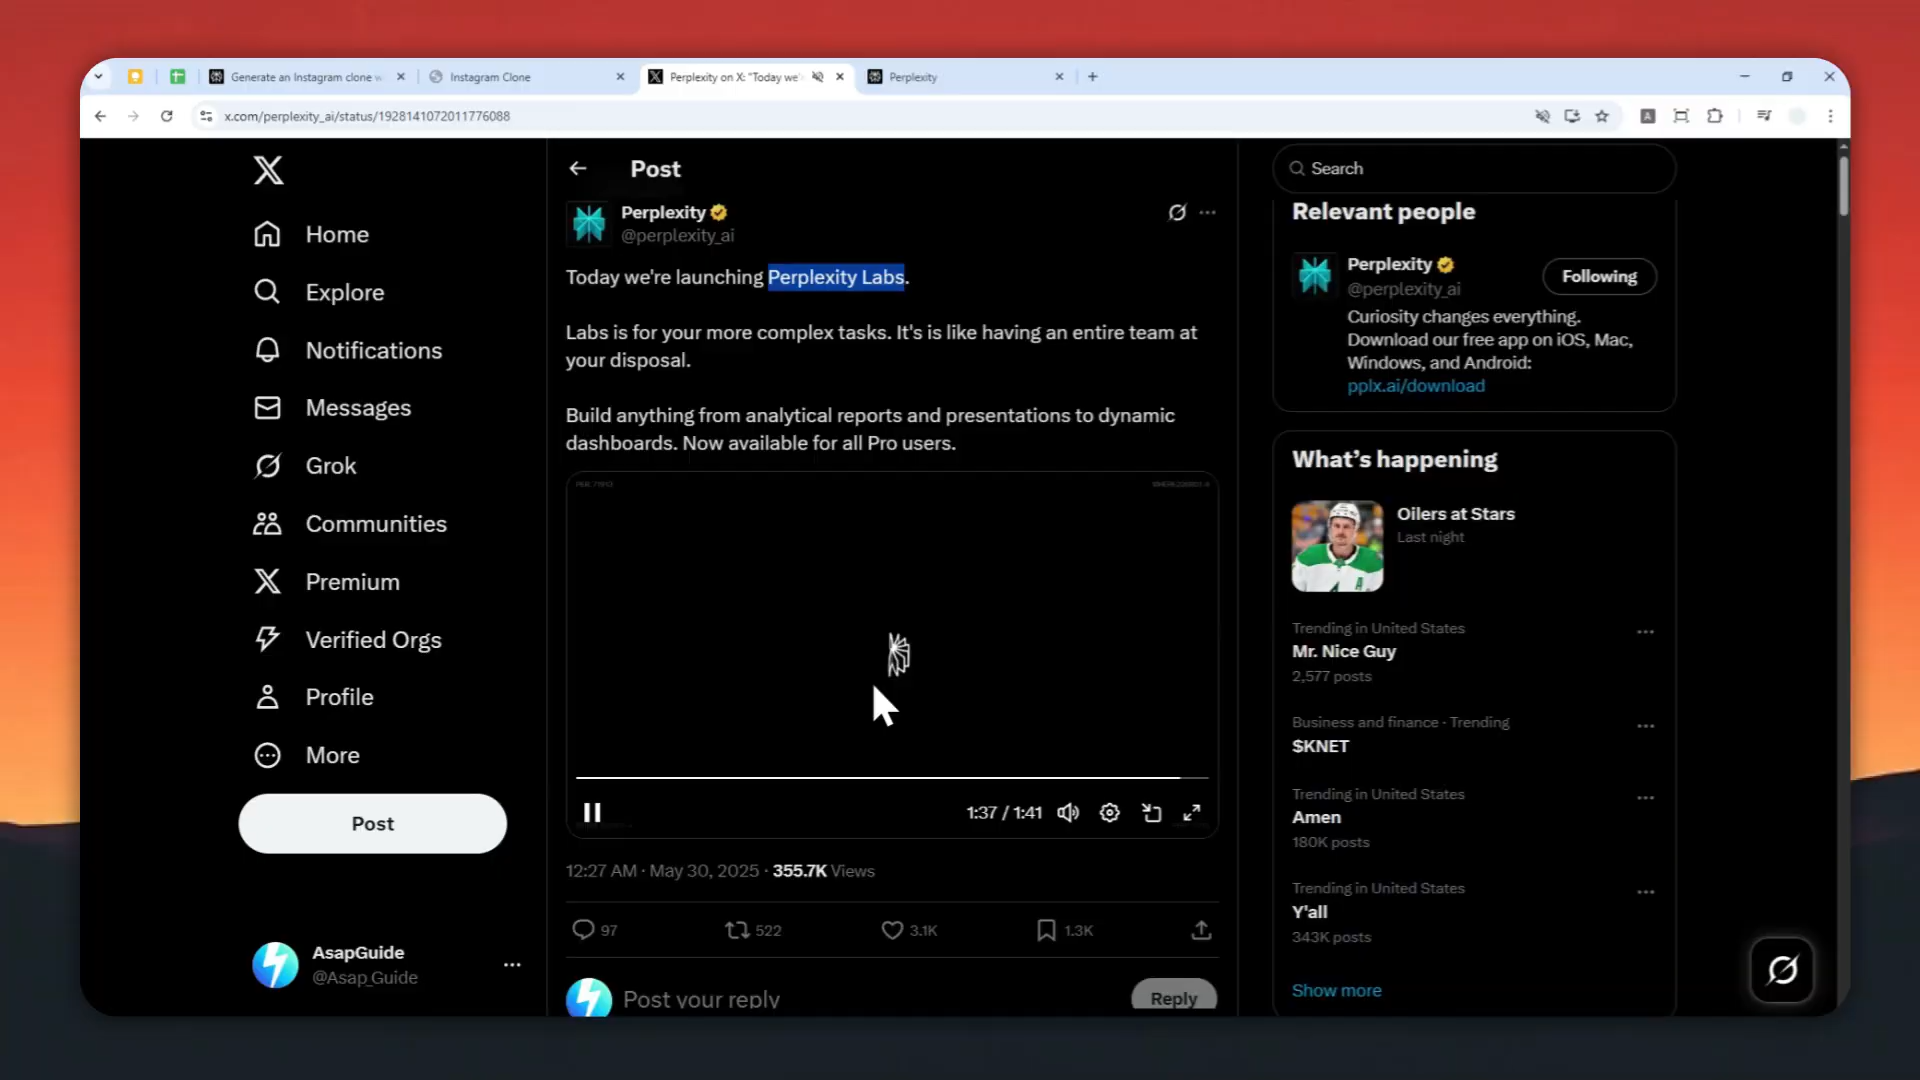 Generate an Instagram clone w
Instagram Clone
Perplexity on X: "Today we'
Perplexity
x.com/perplexity_ai/status/1928141072011776088
Home
Explore
Notifications
Messages
Grok
Communities
Premium
Verified Orgs
Profile
More
Post
AsapGuide
@Asap_Guide
Post
Perplexity
@perplexity_ai
Today we're launching Perplexity Labs.
Labs is for your more complex tasks. It's is like having an entire team at
your disposal.
Build anything from analytical reports and presentations to dynamic
dashboards. Now available for all Pro users.
1:37 / 1:41
12:27 AM · May 30, 2025 · 355.7K Views
97
522
3.1K
1.3K
Post your reply
Reply
Search
Relevant people
Perplexity
@perplexity_ai
Following
Curiosity changes everything.
Download our free app on iOS, Mac,
Windows, and Android:
pplx.ai/download
What's happening
Oilers at Stars
Last night
Trending in United States
Mr. Nice Guy
2,577 posts
Business and finance · Trending
$KNET
Trending in United States
Amen
180K posts
Trending in United States
Y'all
343K posts
Show more